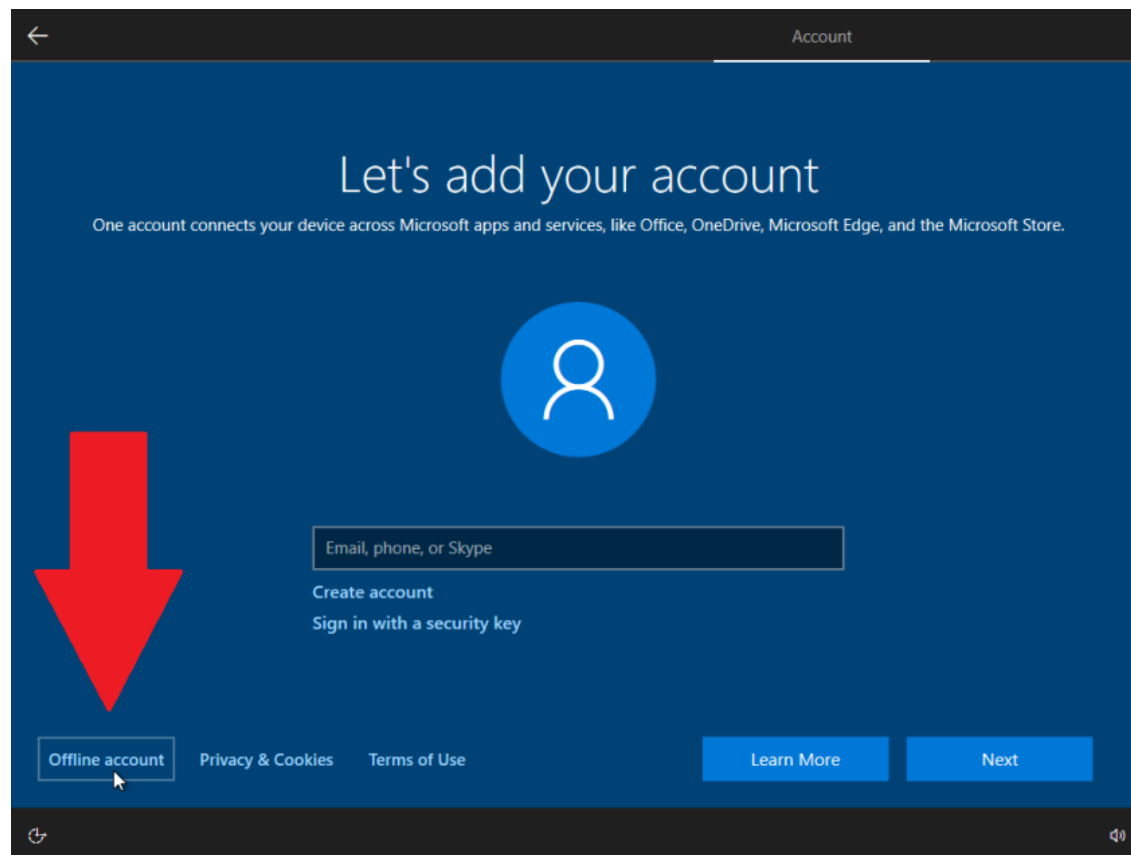 Account
Let's add your account
One account connects your device across Microsoft apps and services, like Office, OneDrive, Microsoft Edge, and the Microsoft Store.
Email, phone, or Skype
Create account
Sign in with a security key
Offline account Privacy & Cookies Terms of Use Learn More Next